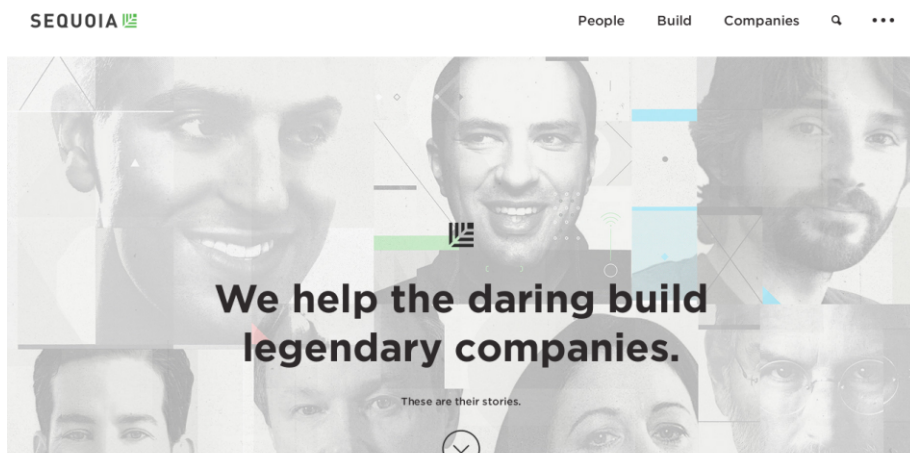 SEQUOIA
People Build Companies
We help the daring build
legendary companies.
These are their stories.